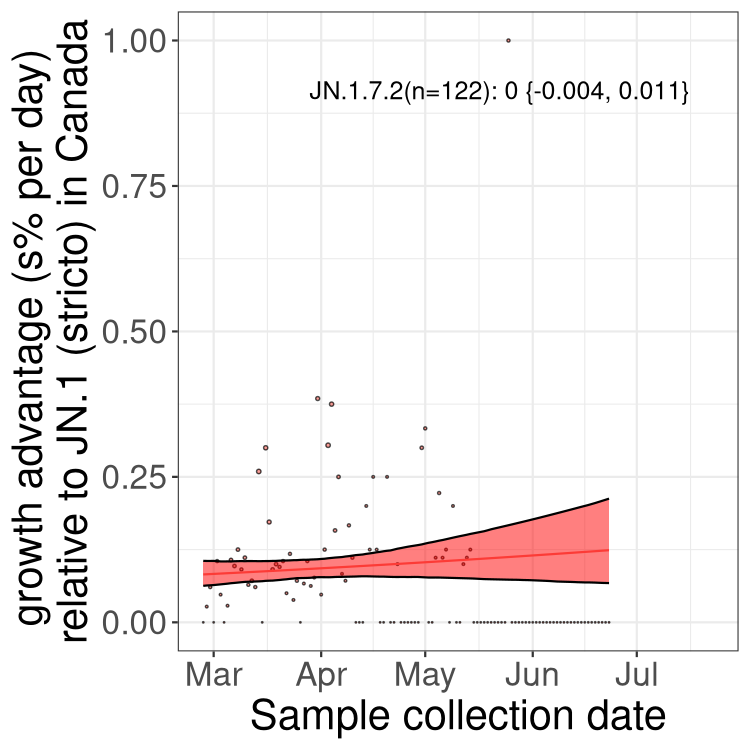 growth advantage (s% per day)
relative to JN.1 (stricto) in Canada
1.00
JN.1.7.2(n=122): 0 {-0.004, 0.011}
0.75
0.50
0.25
0.00
Mar Apr May Jun Jul
Sample collection date